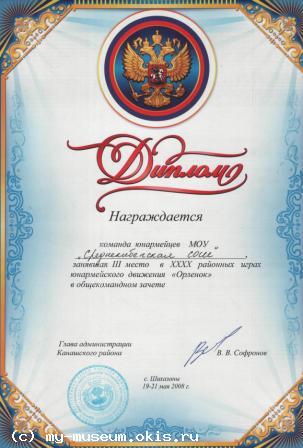 Диплом
Награждается
команда юнармейцев МОУ
"Среднекибечская СОШ"
занявшая III место в XXXX районных играх
юнармейского движения «Орленок»
в общекомандном зачете
Глава администрации
Канашского района
В. В. Софронов
с. Шихазаны
19-21 мая 2008 г.
(c) my-museum.okis.ru